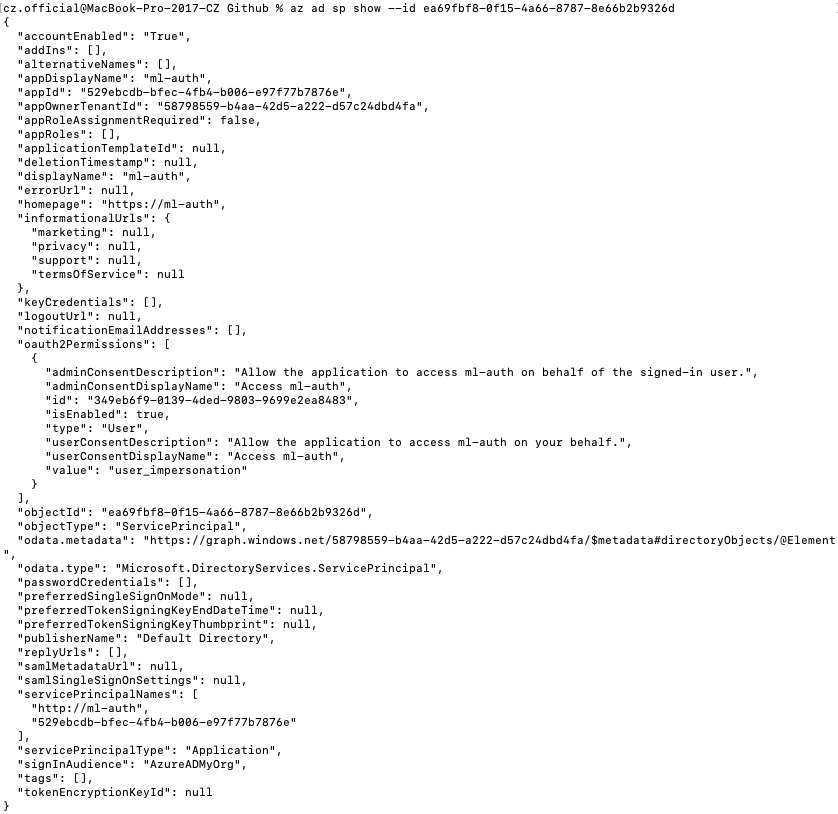 [cz.official@MacBook-Pro-2017-CZ Github % az ad sp show --id ea69fbf8-0f15-4a66-8787-8e66b2b9326d
{
  "accountEnabled": "True",
  "addIns": [],
  "alternativeNames": [],
  "appDisplayName": "ml-auth",
  "appId": "529ebcdb-bfec-4fb4-b006-e97f77b7876e",
  "appOwnerTenantId": "58798559-b4aa-42d5-a222-d57c24dbd4fa",
  "appRoleAssignmentRequired": false,
  "appRoles": [],
  "applicationTemplateId": null,
  "deletionTimestamp": null,
  "displayName": "ml-auth",
  "errorUrl": null,
  "homepage": "https://ml-auth",
  "informationalUrls": {
    "marketing": null,
    "privacy": null,
    "support": null,
    "termsOfService": null
  },
  "keyCredentials": [],
  "logoutUrl": null,
  "notificationEmailAddresses": [],
  "oauth2Permissions": [
    {
      "adminConsentDescription": "Allow the application to access ml-auth on behalf of the signed-in user.",
      "adminConsentDisplayName": "Access ml-auth",
      "id": "349eb6f9-0139-4ded-9803-9699e2ea8483",
      "isEnabled": true,
      "type": "User",
      "userConsentDescription": "Allow the application to access ml-auth on your behalf.",
      "userConsentDisplayName": "Access ml-auth",
      "value": "user_impersonation"
    }
  ],
  "objectId": "ea69fbf8-0f15-4a66-8787-8e66b2b9326d",
  "objectType": "ServicePrincipal",
  "odata.metadata": "https://graph.windows.net/58798559-b4aa-42d5-a222-d57c24dbd4fa/$metadata#directoryObjects/@Element
",
  "odata.type": "Microsoft.DirectoryServices.ServicePrincipal",
  "passwordCredentials": [],
  "preferredSingleSignOnMode": null,
  "preferredTokenSigningKeyEndDateTime": null,
  "preferredTokenSigningKeyThumbprint": null,
  "publisherName": "Default Directory",
  "replyUrls": [],
  "samlMetadataUrl": null,
  "samlSingleSignOnSettings": null,
  "servicePrincipalNames": [
    "http://ml-auth",
    "529ebcdb-bfec-4fb4-b006-e97f77b7876e"
  ],
  "servicePrincipalType": "Application",
  "signInAudience": "AzureADMyOrg",
  "tags": [],
  "tokenEncryptionKeyId": null
}